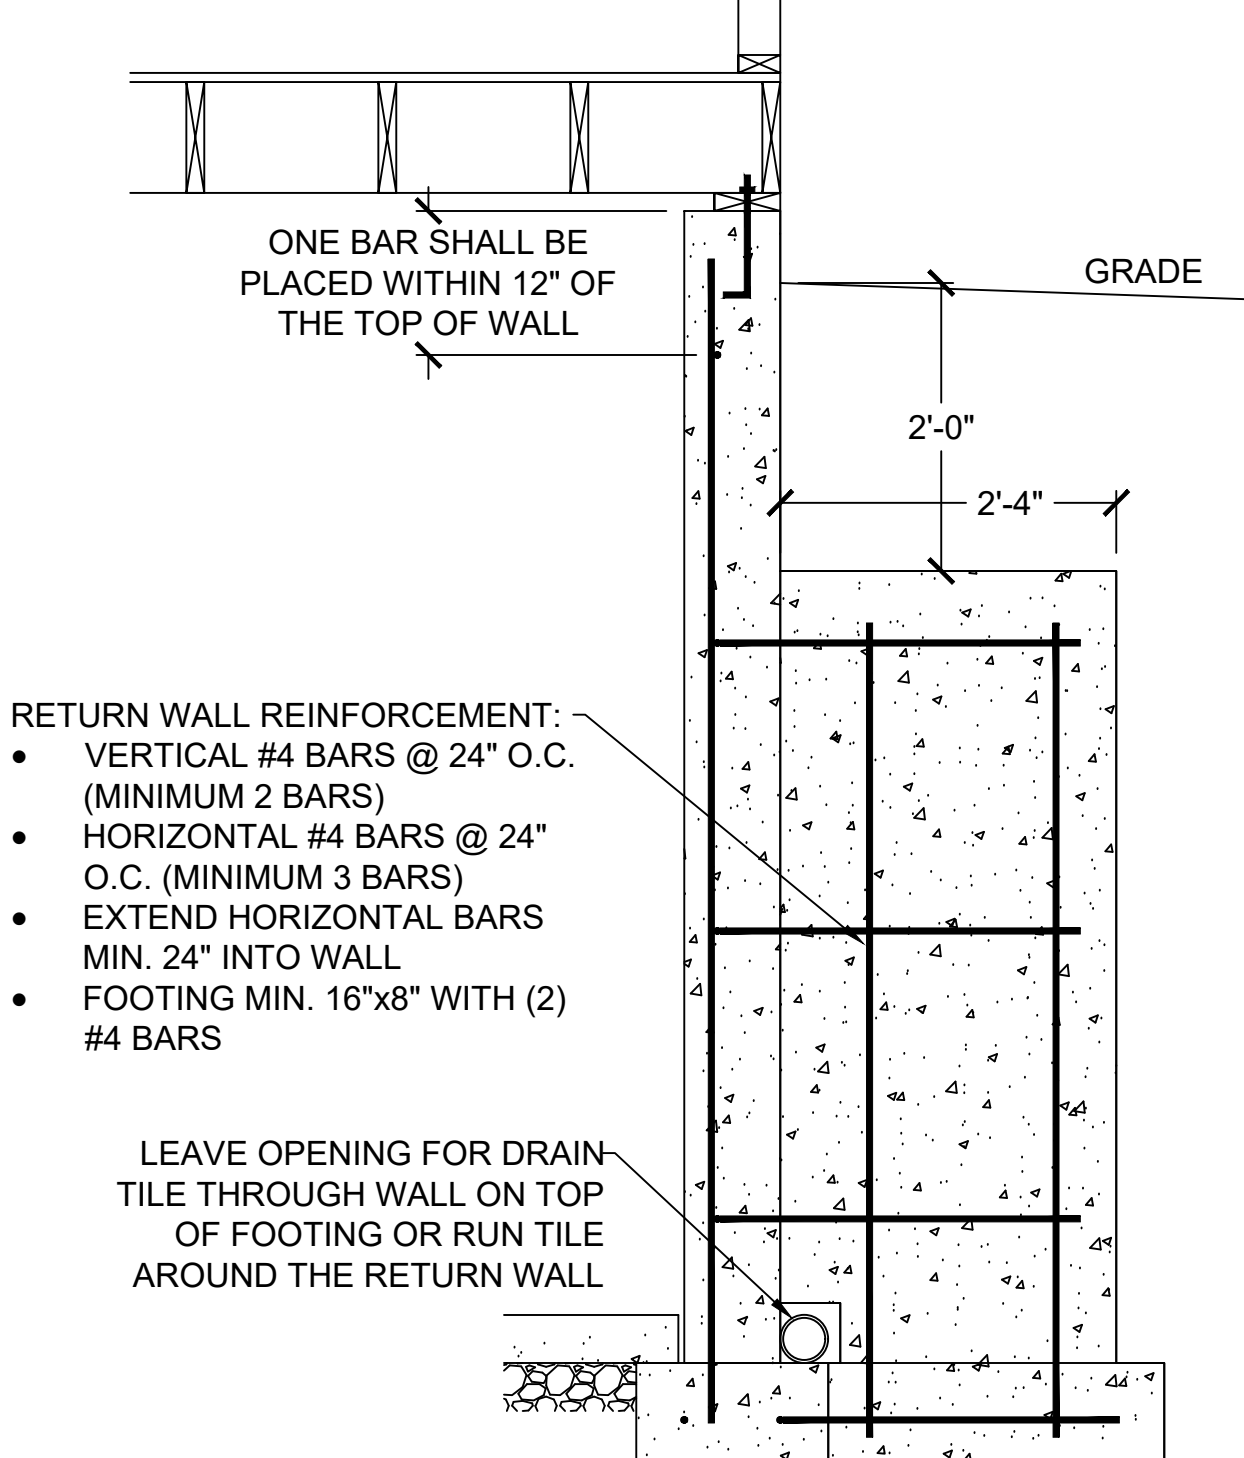 ONE BAR SHALL BE
PLACED WITHIN 12" OF
THE TOP OF WALL
GRADE
2'-0"
2'-4"
RETURN WALL REINFORCEMENT:
• VERTICAL #4 BARS @ 24" O.C.
(MINIMUM 2 BARS)
• HORIZONTAL #4 BARS @ 24"
O.C. (MINIMUM 3 BARS)
• EXTEND HORIZONTAL BARS
MIN. 24" INTO WALL
• FOOTING MIN. 16"x8" WITH (2)
#4 BARS
LEAVE OPENING FOR DRAIN
TILE THROUGH WALL ON TOP
OF FOOTING OR RUN TILE
AROUND THE RETURN WALL